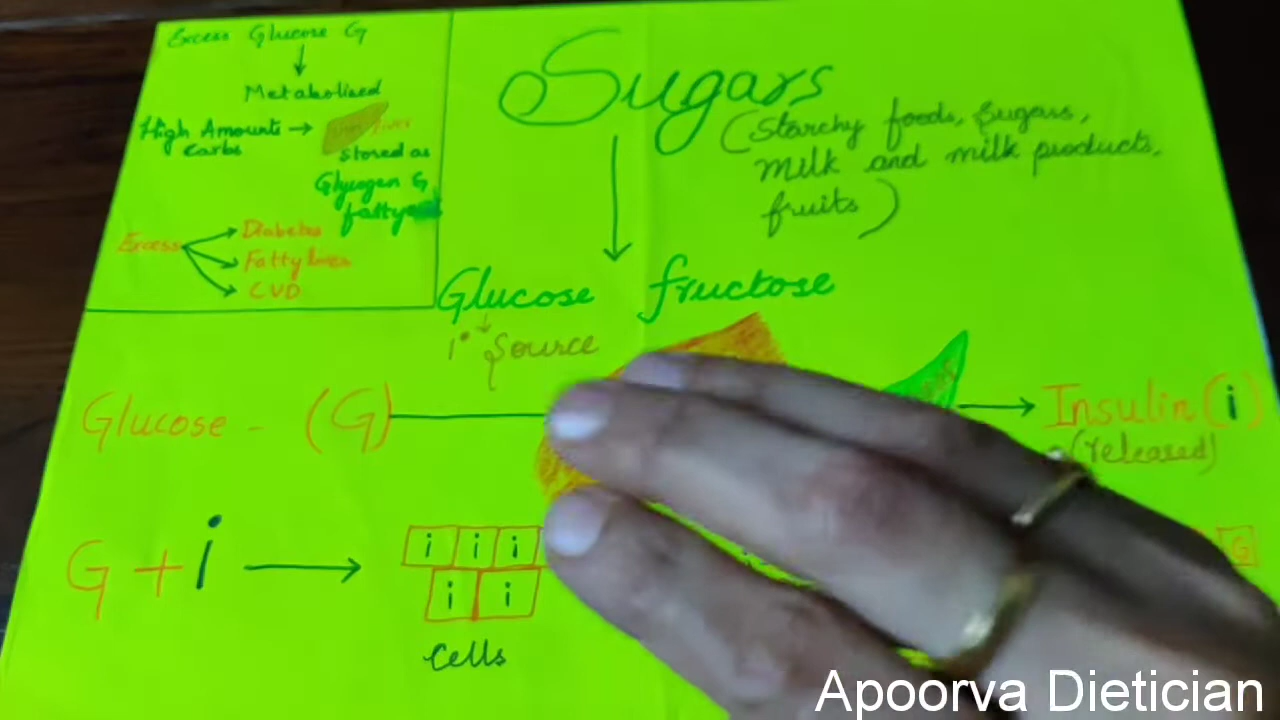 Excess Glucose G
Metabolized
High Amounts
carbs
stored as
Glycogen G
fatty
Excess
Diabetes
Fatty liver
CVD
Sugars
(Starchy foods, Sugars,
milk and milk products,
fruits)
Glucose fructose
1° Source
Glucose - (G)
Insulin (i)
(released)
G + i
i i i
i i
G
Cells
Apoorva Dietician